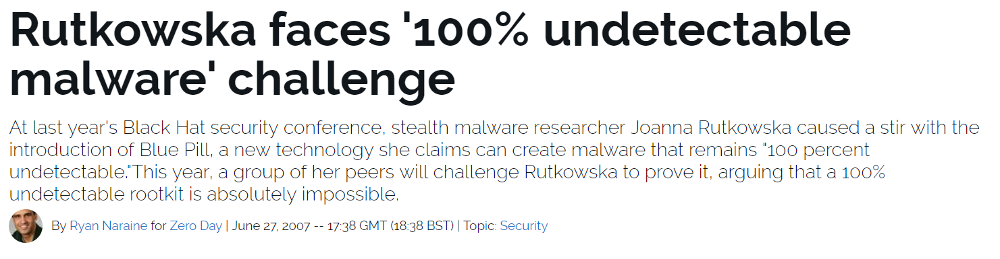 Rutkowska faces '100% undetectable
malware' challenge
At last year's Black Hat security conference, stealth malware researcher Joanna Rutkowska caused a stir with the
introduction of Blue Pill, a new technology she claims can create malware that remains "100 percent
undetectable."This year, a group of her peers will challenge Rutkowska to prove it, arguing that a 100%
undetectable rootkit is absolutely impossible.
By Ryan Naraine for Zero Day | June 27, 2007 -- 17:38 GMT (18:38 BST) | Topic: Security